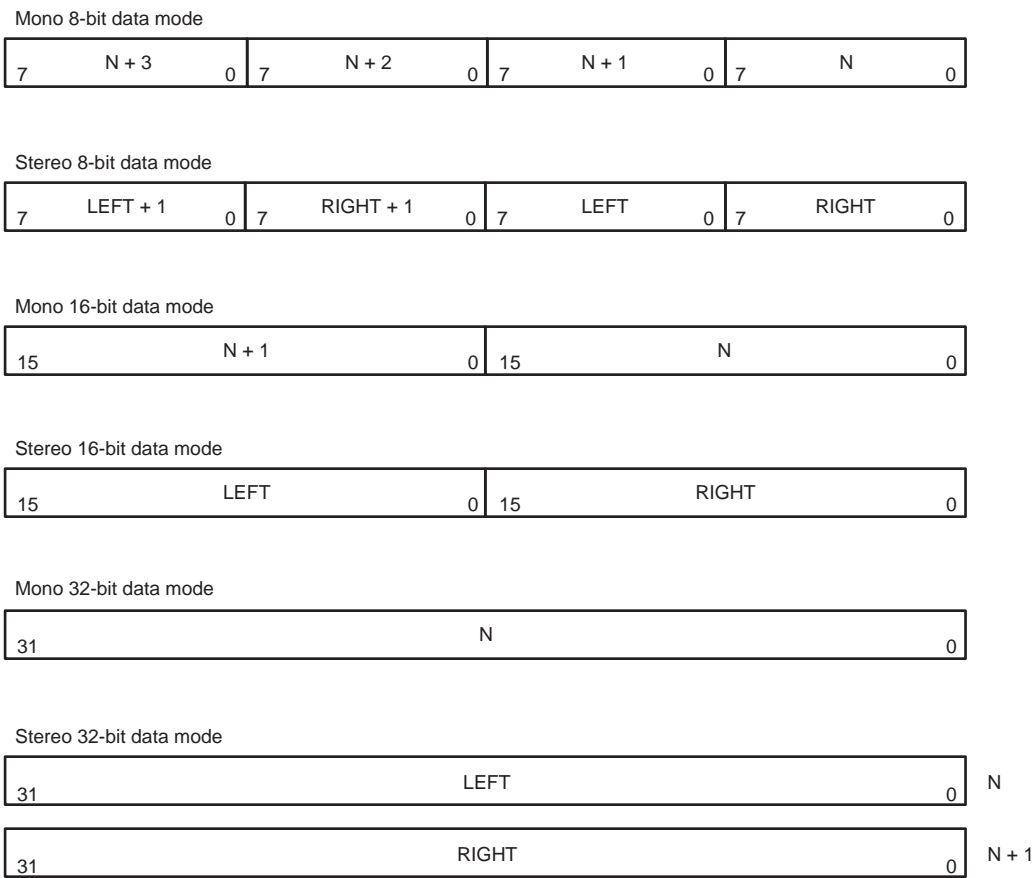 Mono 8-bit data mode
N + 3 N + 2 N + 1 N
7 0 7 0 7 0 7 0
Stereo 8-bit data mode
LEFT + 1 RIGHT + 1 LEFT RIGHT
7 0 7 0 7 0 7 0
Mono 16-bit data mode
N + 1 N
15 0 15 0
Stereo 16-bit data mode
LEFT RIGHT
15 0 15 0
Mono 32-bit data mode
N
31 0
Stereo 32-bit data mode
LEFT N
31 0
RIGHT N + 1
31 0